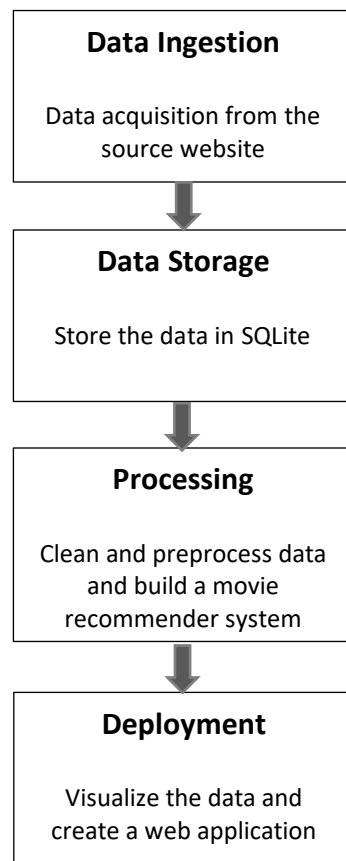 Data Ingestion
Data acquisition from the
source website
Data Storage
Store the data in SQLite
Processing
Clean and preprocess data
and build a movie
recommender system
Deployment
Visualize the data and
create a web application